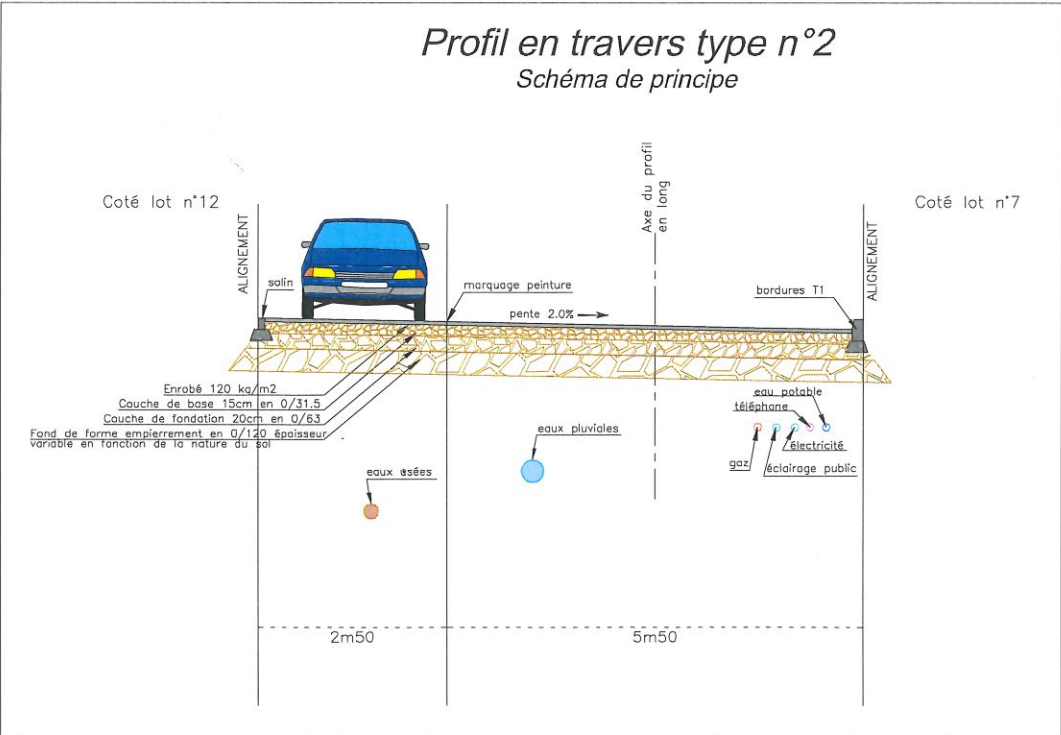 Profil en travers type n°2
Schéma de principe
Coté lot n°12
ALIGNEMENT
Axe du profil
en long
Coté lot n°7
ALIGNEMENT
solin
marquage peinture
pente 2.0%
bordures T1
Enrobé 120 kg/m2
Couche de base 15cm en 0/31.5
Couche de fondation 20cm en 0/63
Fond de forme empierrement en 0/120 épaisseur
variable en fonction de la nature du sol
eau potable
téléphone
électricité
gaz
éclairage public
eaux pluviales
eaux usées
2m50
5m50